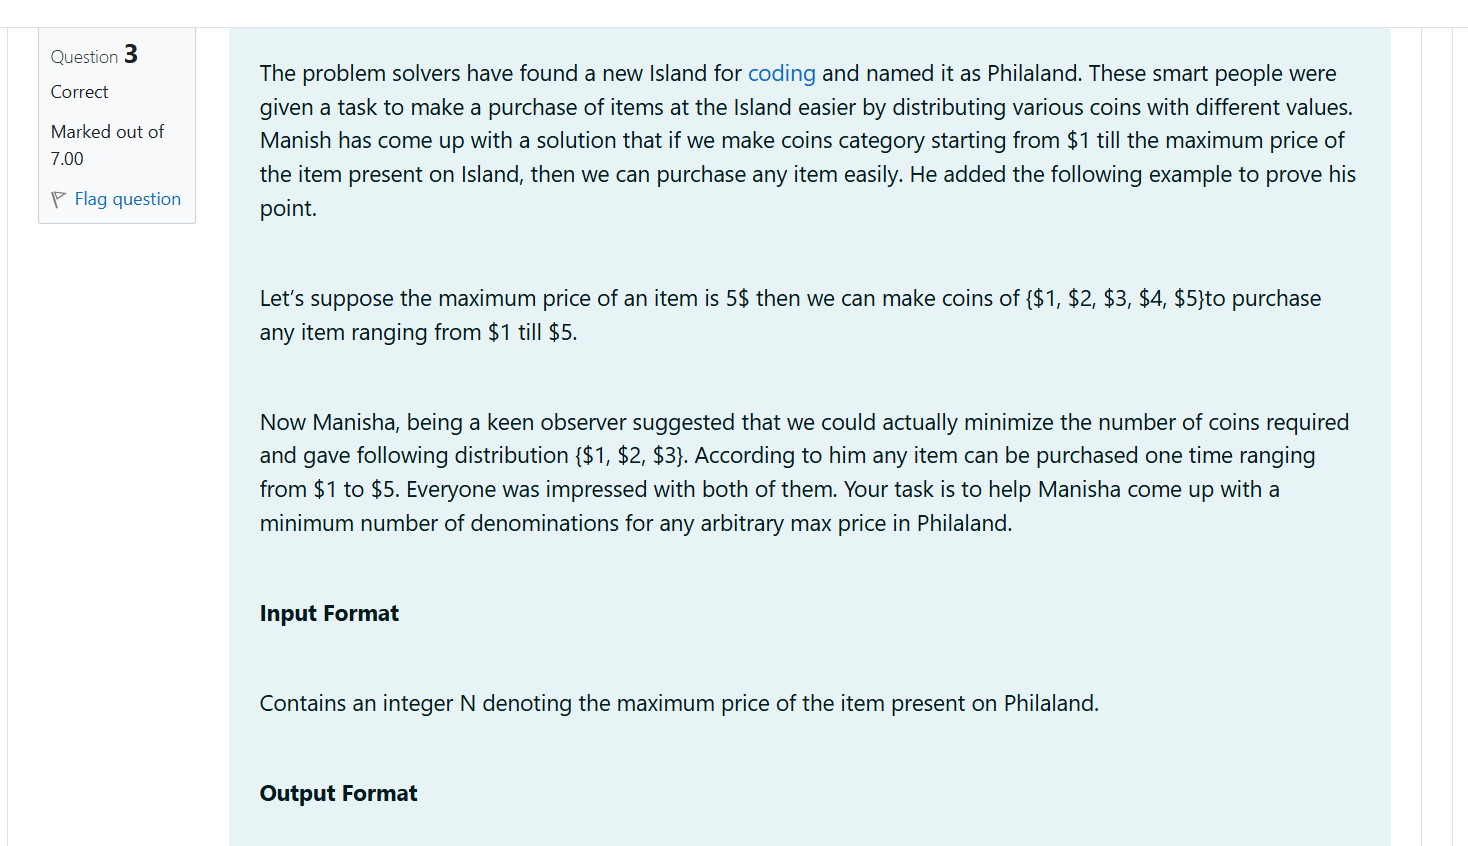 Question 3
Correct
Marked out of
7.00
Flag question
The problem solvers have found a new Island for coding and named it as Philaland. These smart people were
given a task to make a purchase of items at the Island easier by distributing various coins with different values.
Manish has come up with a solution that if we make coins category starting from $1 till the maximum price of
the item present on Island, then we can purchase any item easily. He added the following example to prove his
point.
Let’s suppose the maximum price of an item is 5$ then we can make coins of {$1, $2, $3, $4, $5}to purchase
any item ranging from $1 till $5.
Now Manisha, being a keen observer suggested that we could actually minimize the number of coins required
and gave following distribution {$1, $2, $3}. According to him any item can be purchased one time ranging
from $1 to $5. Everyone was impressed with both of them. Your task is to help Manisha come up with a
minimum number of denominations for any arbitrary max price in Philaland.
Input Format
Contains an integer N denoting the maximum price of the item present on Philaland.
Output Format